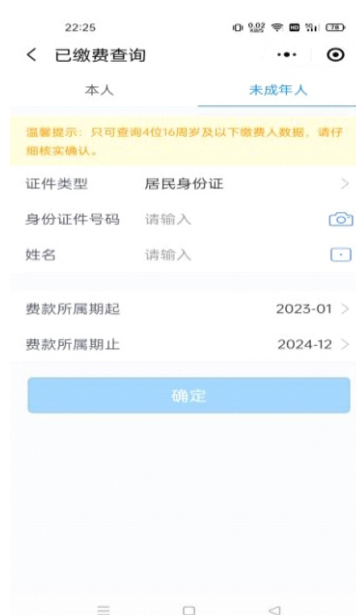 22:25
已缴费查询
本人 未成年人
温馨提示：只可查询4位16周岁及以下缴费人数据，请仔
细核实确认。
证件类型 居民身份证
身份证件号码 请输入
姓名 请输入
费款所属期起 2023-01
费款所属期止 2024-12
确定